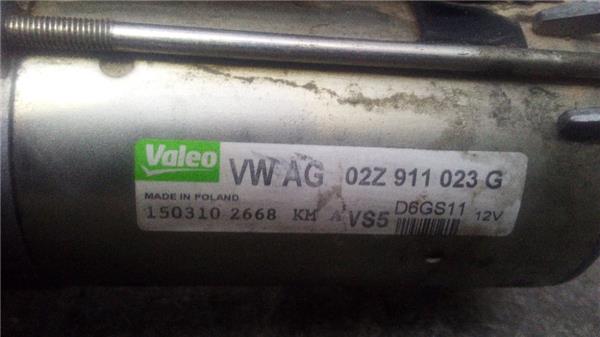 Valeo VW AG 02Z 911 023 G
MADE IN POLAND
150310 2668 KM A VS5 D6GS11 12V